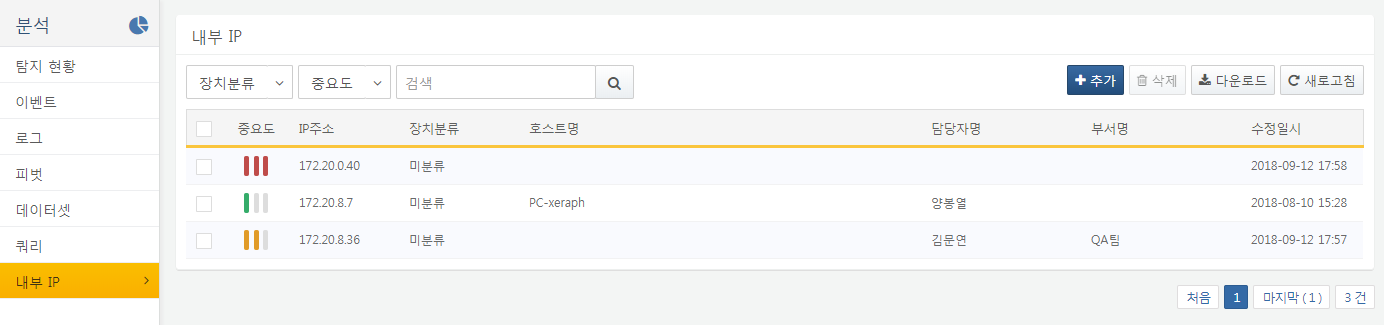 분석
탐지 현황
이벤트
로그
피벗
데이터셋
쿼리
내부 IP
내부 IP
장치분류 중요도 검색 추가 삭제 다운로드 새로고침
중요도 IP주소 장치분류 호스트명 담당자명 부서명 수정일시
172.20.0.40 미분류 2018-09-12 17:58
172.20.8.7 미분류 PC-xeraph 양봉열 2018-08-10 15:28
172.20.8.36 미분류 김문연 QA팀 2018-09-12 17:57
처음 1 마지막 ( 1 ) 3 건